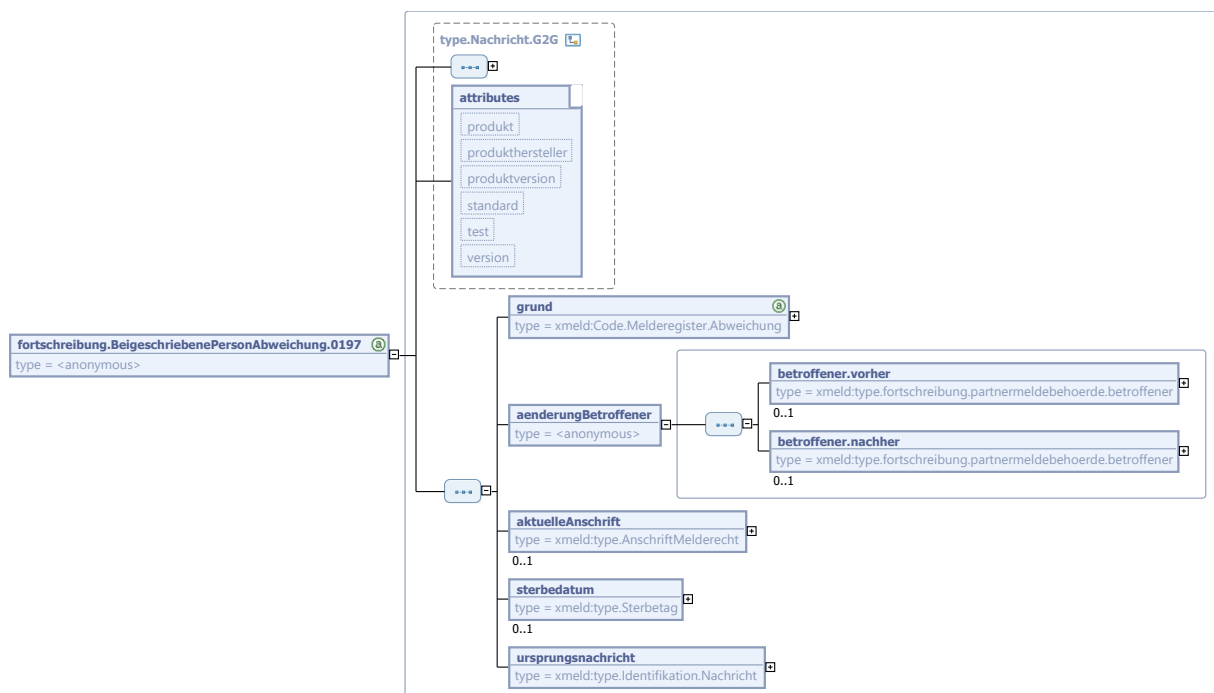 type.Nachricht.G2G
attributes
produkt
produkthersteller
produktversion
standard
test
version
fortschreibung.BeigeschriebenePersonAbweichung.0197 a
type = <anonymous>
grund a
type = xmeld:Code.Melderegister.Abweichung
aenderungBetroffener
type = <anonymous>
betroffener.vorher
type = xmeld:type.fortschreibung.partnermeldebehoerde.betroffener
0..1
betroffener.nachher
type = xmeld:type.fortschreibung.partnermeldebehoerde.betroffener
0..1
aktuelleAnschrift
type = xmeld:type.AnschriftMelderecht
0..1
sterbedatum
type = xmeld:type.Sterbetag
0..1
ursprungsnachricht
type = xmeld:type.Identifikation.Nachricht